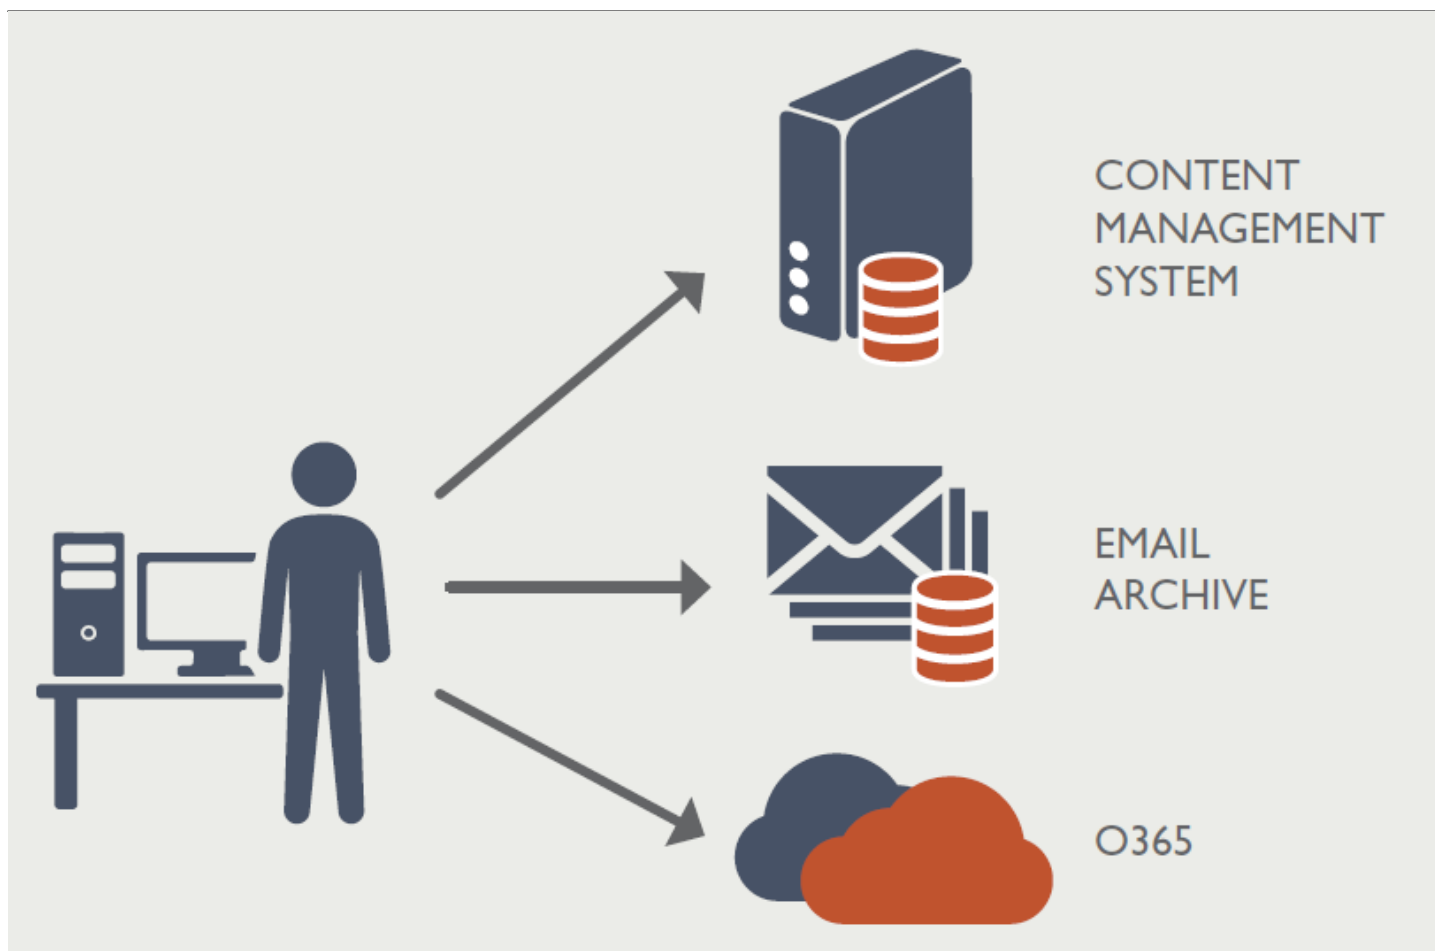 CONTENT
MANAGEMENT
SYSTEM
EMAIL
ARCHIVE
O365